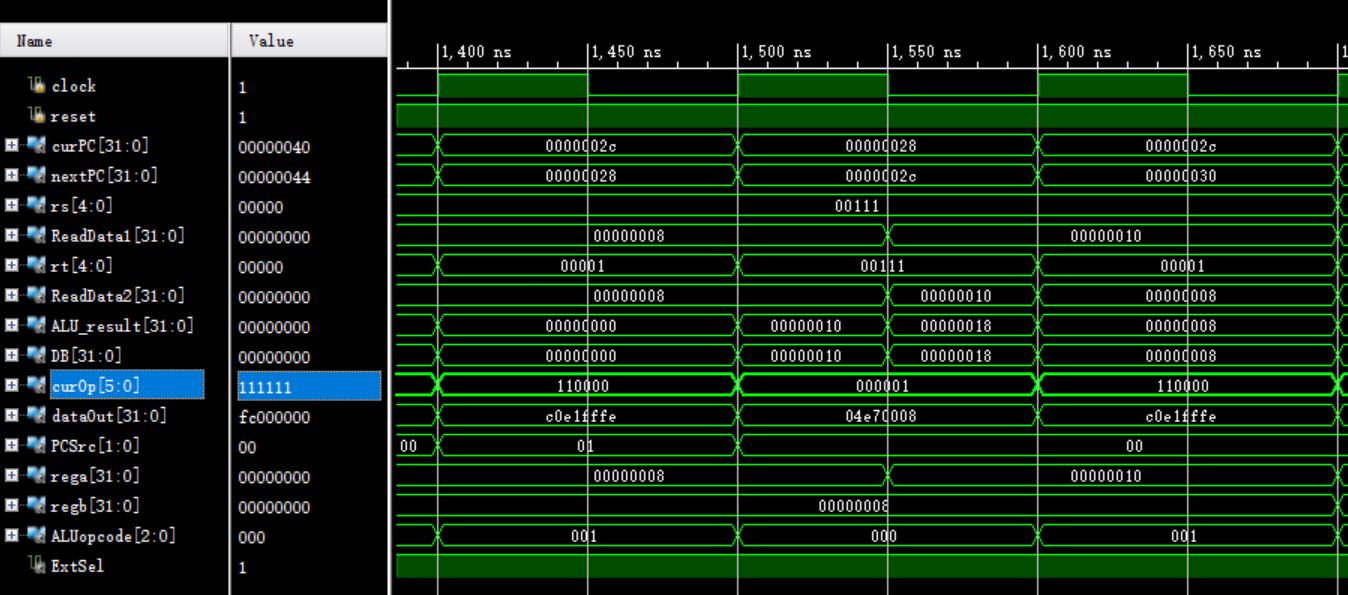 Name Value
1,400 ns 1,450 ns 1,500 ns 1,550 ns 1,600 ns 1,650 ns 1
clock 1
reset 1
curPC[31:0] 00000040 0000002c 00000028 0000002c
nextPC[31:0] 00000044 00000028 0000002c 00000030
rs[4:0] 00000 00111
ReadData1[31:0] 00000000 00000008 00000010
rt[4:0] 00000 00001 00111 00001
ReadData2[31:0] 00000000 00000008 00000010 00000008
ALU_result[31:0] 00000000 00000000 00000010 00000018 00000008
DB[31:0] 00000000 00000000 00000010 00000018 00000008
curOp[5:0] 111111 110000 000001 110000
dataOut[31:0] fc000000 c0e1fffe 04e70008 c0e1fffe
PCSrc[1:0] 00 00 01 00
rega[31:0] 00000000 00000008 00000010
regb[31:0] 00000000 00000008
ALUopcode[2:0] 000 001 000 001
ExtSel 1